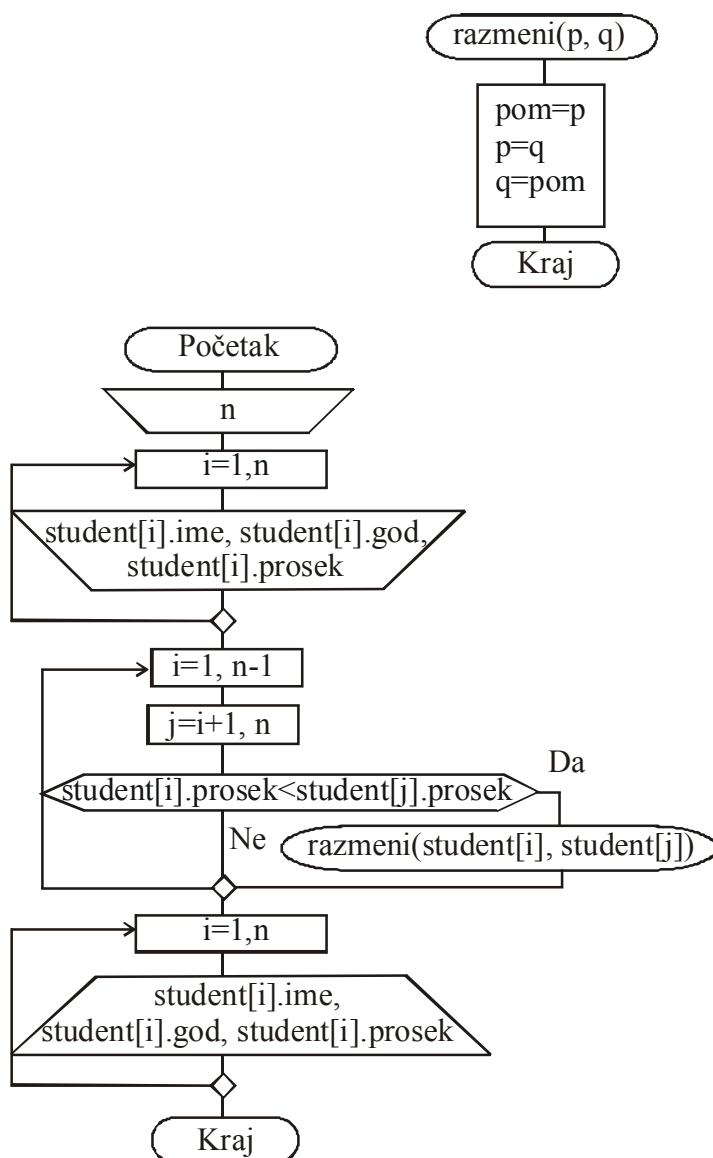 razmeni(p, q)
pom=p
p=q
q=pom
Kraj
Početak
n
i=1,n
student[i].ime, student[i].god,
student[i].prosek
i=1, n-1
j=i+1, n
student[i].prosek<student[j].prosek
Da
Ne
razmeni(student[i], student[j])
i=1,n
student[i].ime,
student[i].god, student[i].prosek
Kraj